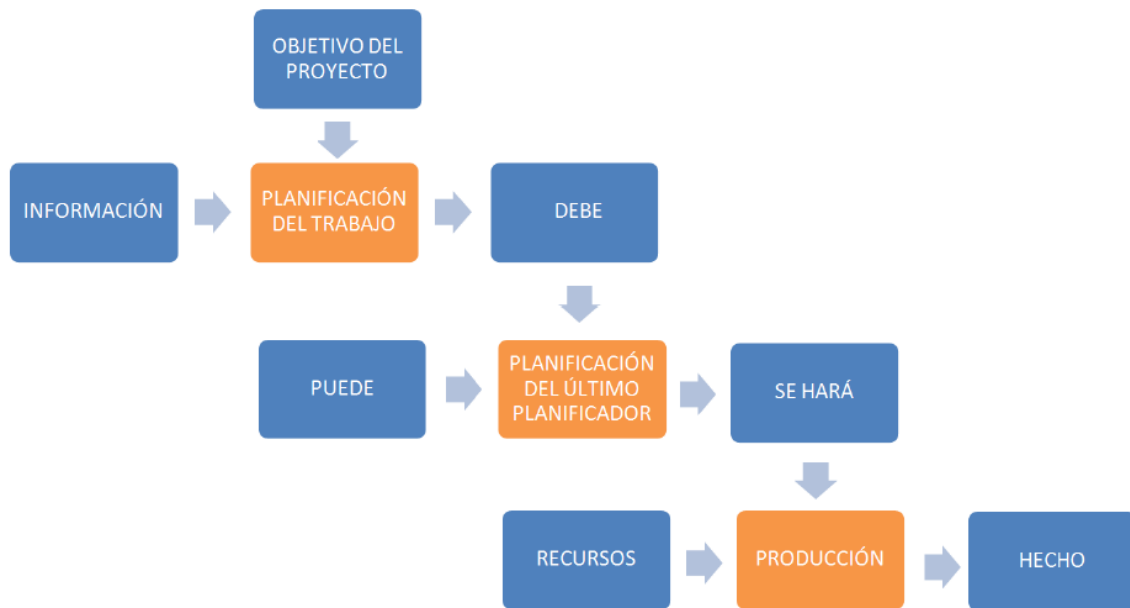 OBJETIVO DEL
PROYECTO
INFORMACIÓN
PLANIFICACIÓN
DEL TRABAJO
DEBE
PUEDE
PLANIFICACIÓN
DEL ÚLTIMO
PLANIFICADOR
SE HARÁ
RECURSOS
PRODUCCIÓN
HECHO